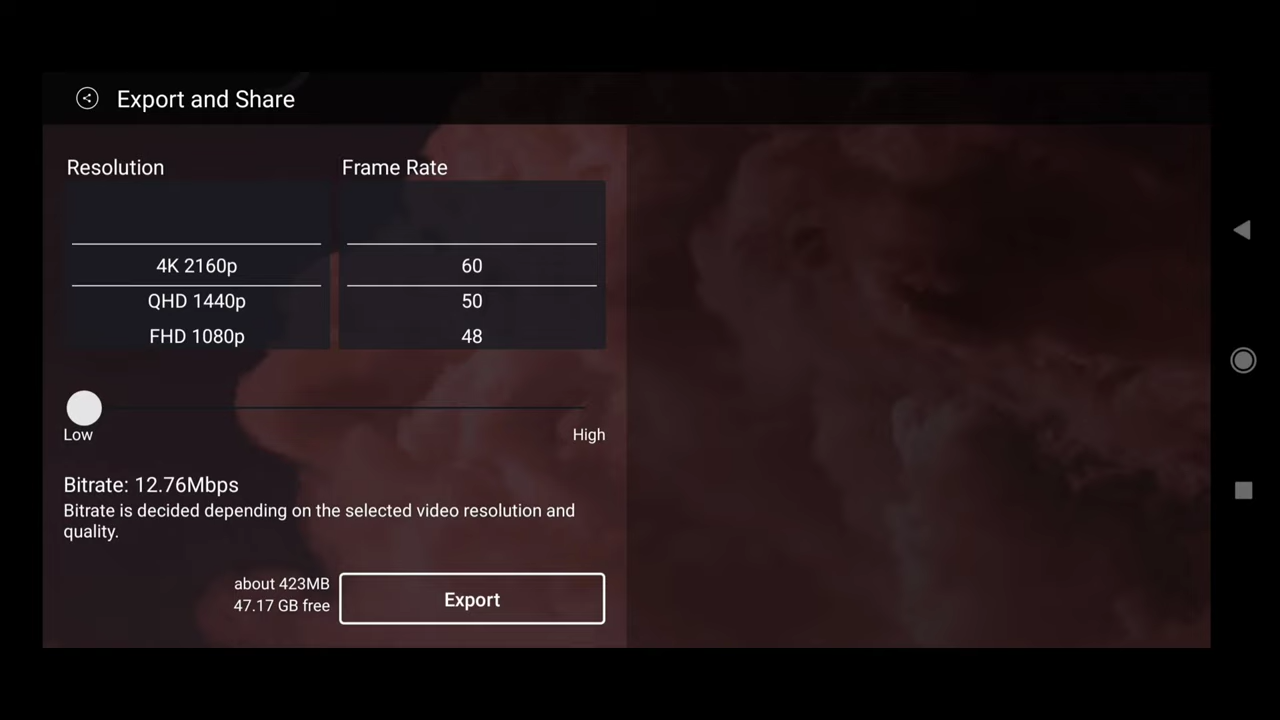 Export and Share
Resolution
Frame Rate
4K 2160p
60
QHD 1440p
50
FHD 1080p
48
Low
High
Bitrate: 12.76Mbps
Bitrate is decided depending on the selected video resolution and
quality.
about 423MB
47.17 GB free
Export